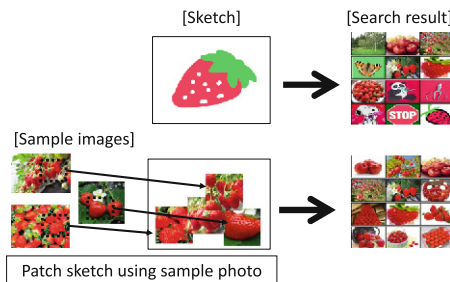 [Sketch]
[Search result]
STOP
[Sample images]
Patch sketch using sample photo